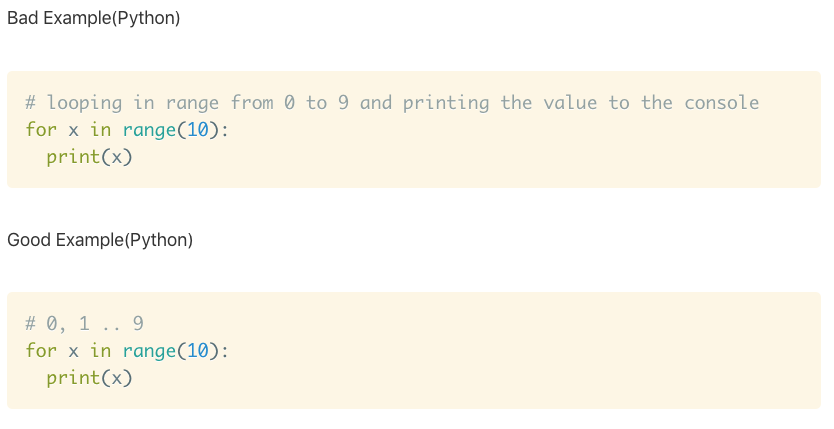 Bad Example(Python)
# looping in range from 0 to 9 and printing the value to the console
for x in range(10):
  print(x)
Good Example(Python)
# 0, 1 .. 9
for x in range(10):
  print(x)